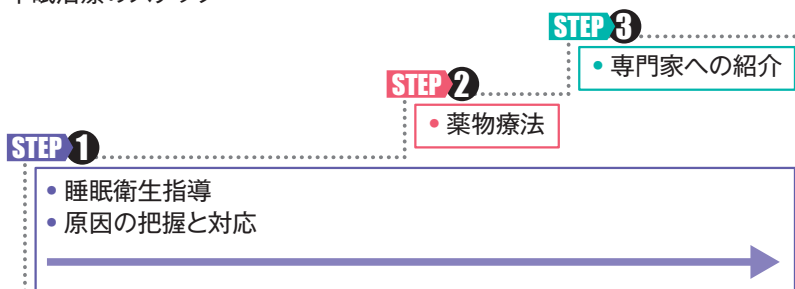 STEP 3
• 専門家への紹介
STEP 2
• 薬物療法
STEP 1
• 睡眠衛生指導
• 原因の把握と対応